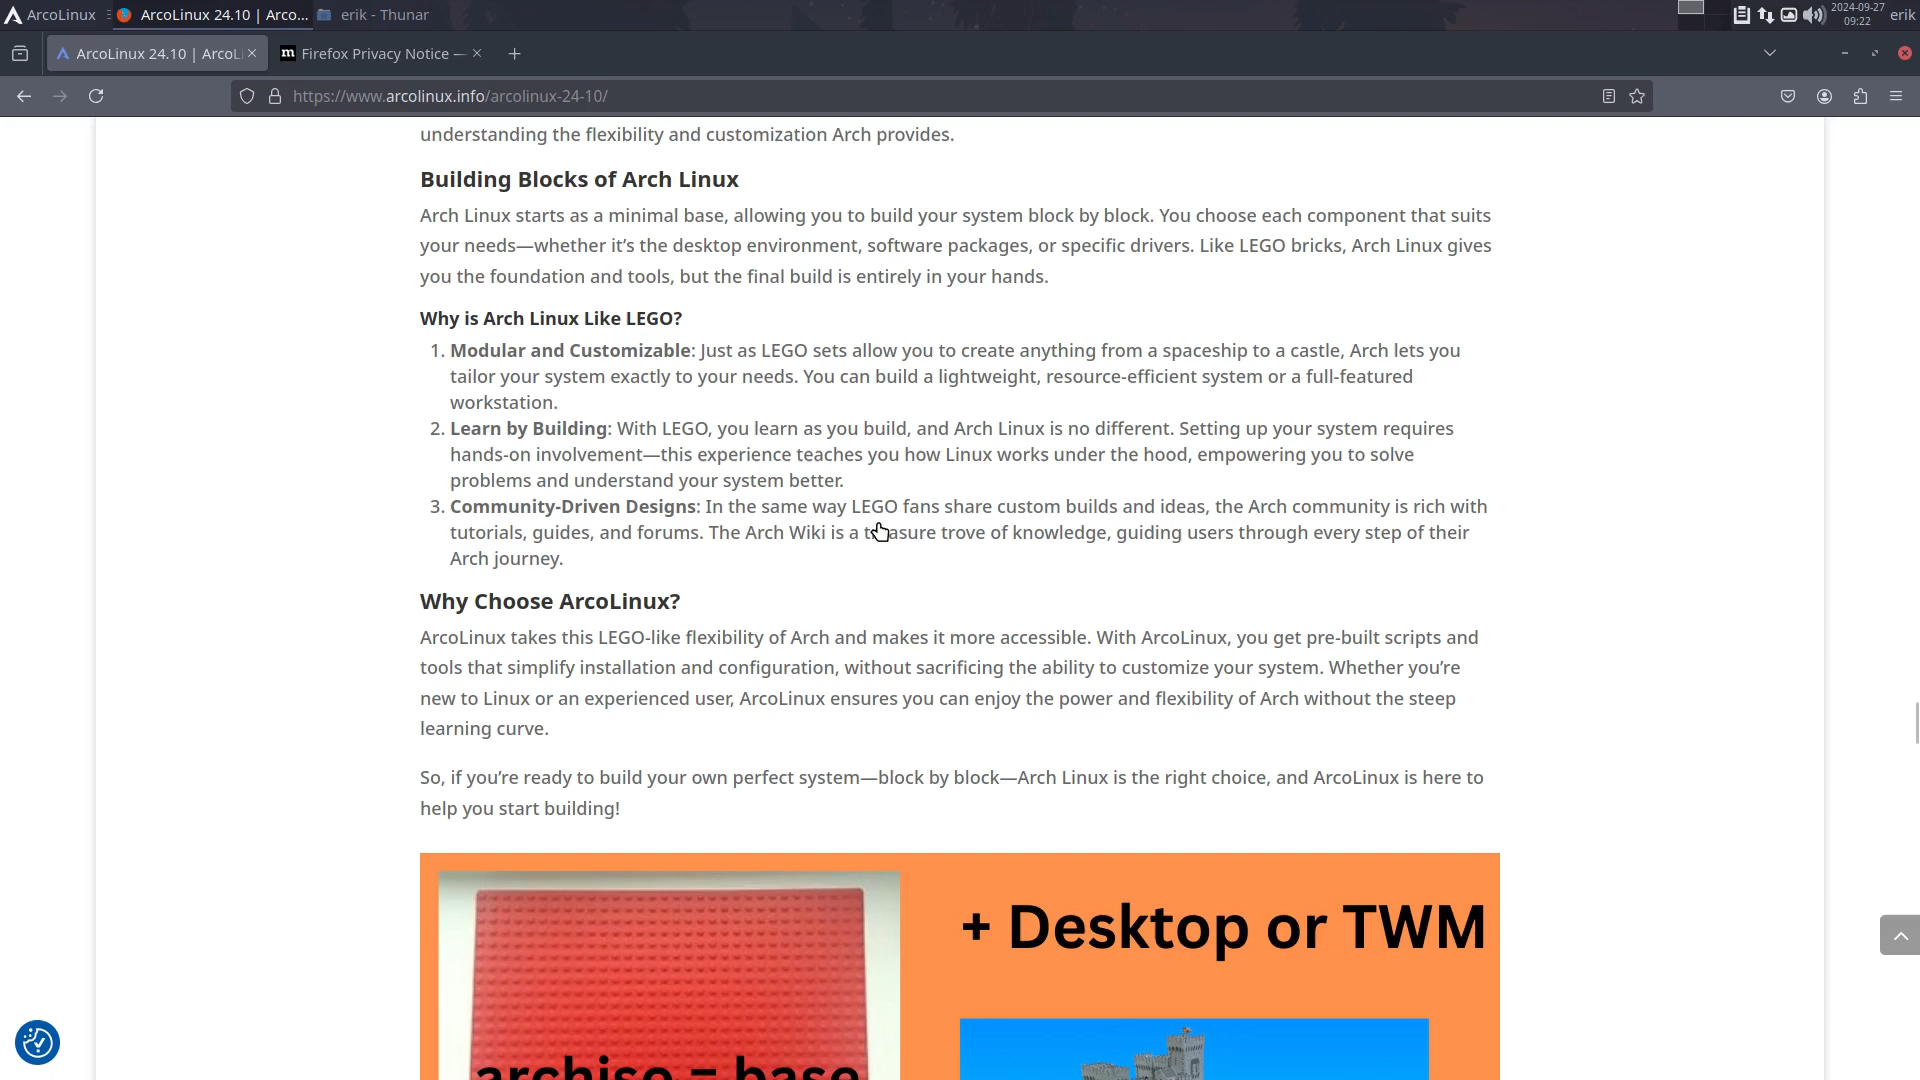 ArcoLinux
ArcoLinux 24.10 | Arco...
erik - Thunar
2024-09-27
09:22
erik
ArcoLinux 24.10 | ArcoL
Firefox Privacy Notice —
https://www.arcolinux.info/arcolinux-24-10/
understanding the flexibility and customization Arch provides.
Building Blocks of Arch Linux
Arch Linux starts as a minimal base, allowing you to build your system block by block. You choose each component that suits
your needs—whether it’s the desktop environment, software packages, or specific drivers. Like LEGO bricks, Arch Linux gives
you the foundation and tools, but the final build is entirely in your hands.
Why is Arch Linux Like LEGO?
1. Modular and Customizable: Just as LEGO sets allow you to create anything from a spaceship to a castle, Arch lets you
tailor your system exactly to your needs. You can build a lightweight, resource-efficient system or a full-featured
workstation.
2. Learn by Building: With LEGO, you learn as you build, and Arch Linux is no different. Setting up your system requires
hands-on involvement—this experience teaches you how Linux works under the hood, empowering you to solve
problems and understand your system better.
3. Community-Driven Designs: In the same way LEGO fans share custom builds and ideas, the Arch community is rich with
tutorials, guides, and forums. The Arch Wiki is a treasure trove of knowledge, guiding users through every step of their
Arch journey.
Why Choose ArcoLinux?
ArcoLinux takes this LEGO-like flexibility of Arch and makes it more accessible. With ArcoLinux, you get pre-built scripts and
tools that simplify installation and configuration, without sacrificing the ability to customize your system. Whether you’re
new to Linux or an experienced user, ArcoLinux ensures you can enjoy the power and flexibility of Arch without the steep
learning curve.
So, if you’re ready to build your own perfect system—block by block—Arch Linux is the right choice, and ArcoLinux is here to
help you start building!
+ Desktop or TWM
archiso = base